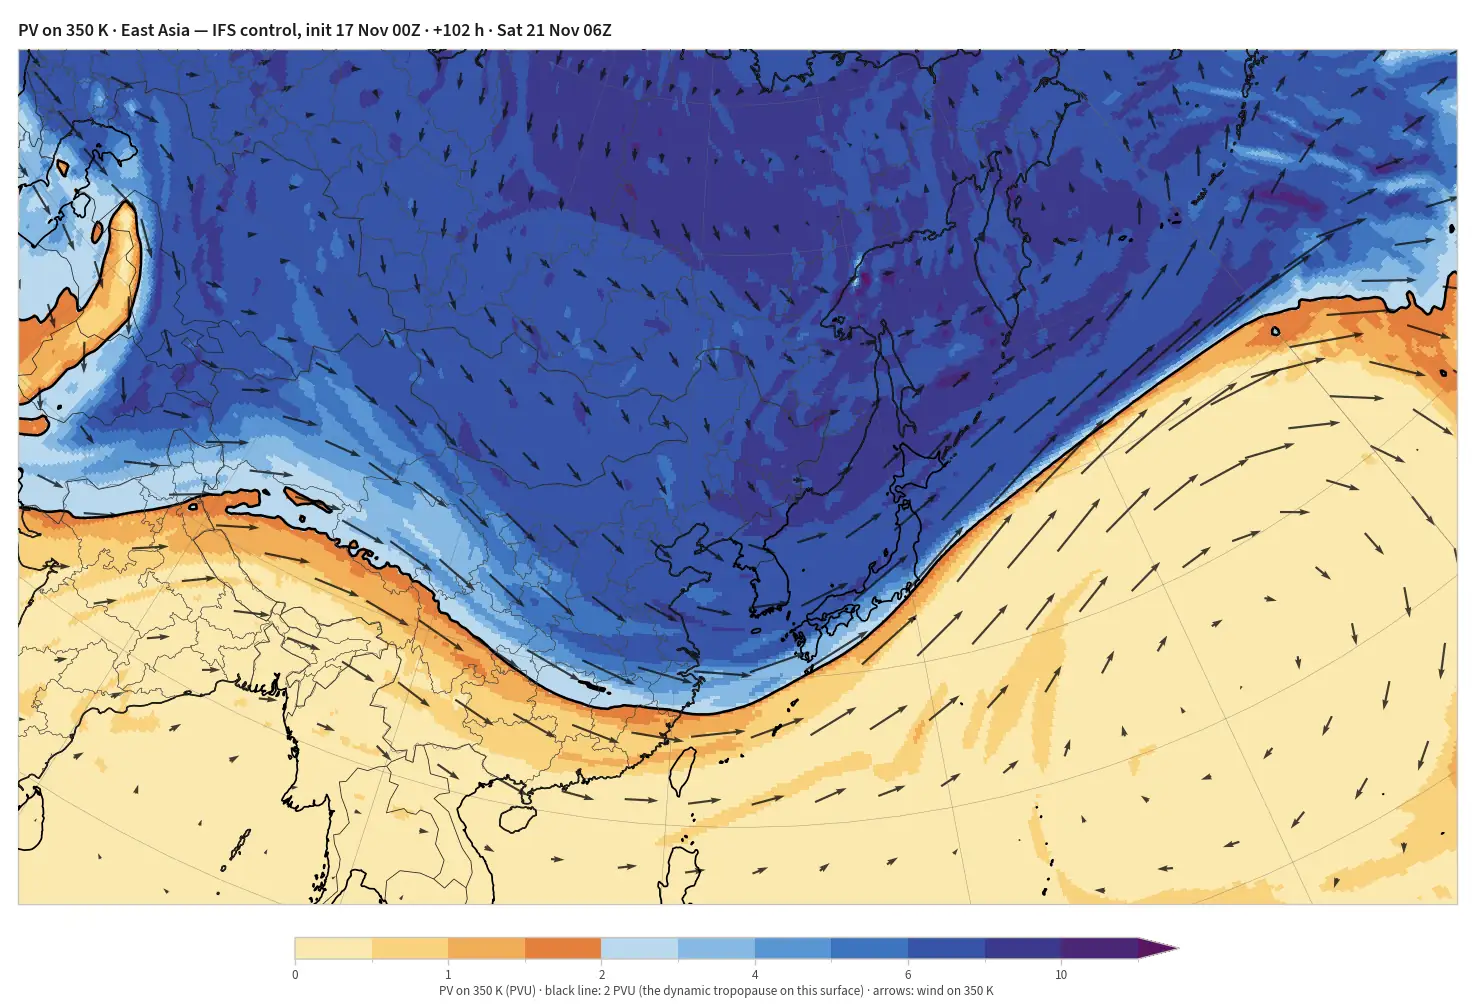 PV on 350 K · East Asia — IFS control, init 17 Nov 00Z · +102 h · Sat 21 Nov 06Z
0 1 2 4 6 10
PV on 350 K (PVU) · black line: 2 PVU (the dynamic tropopause on this surface) · arrows: wind on 350 K